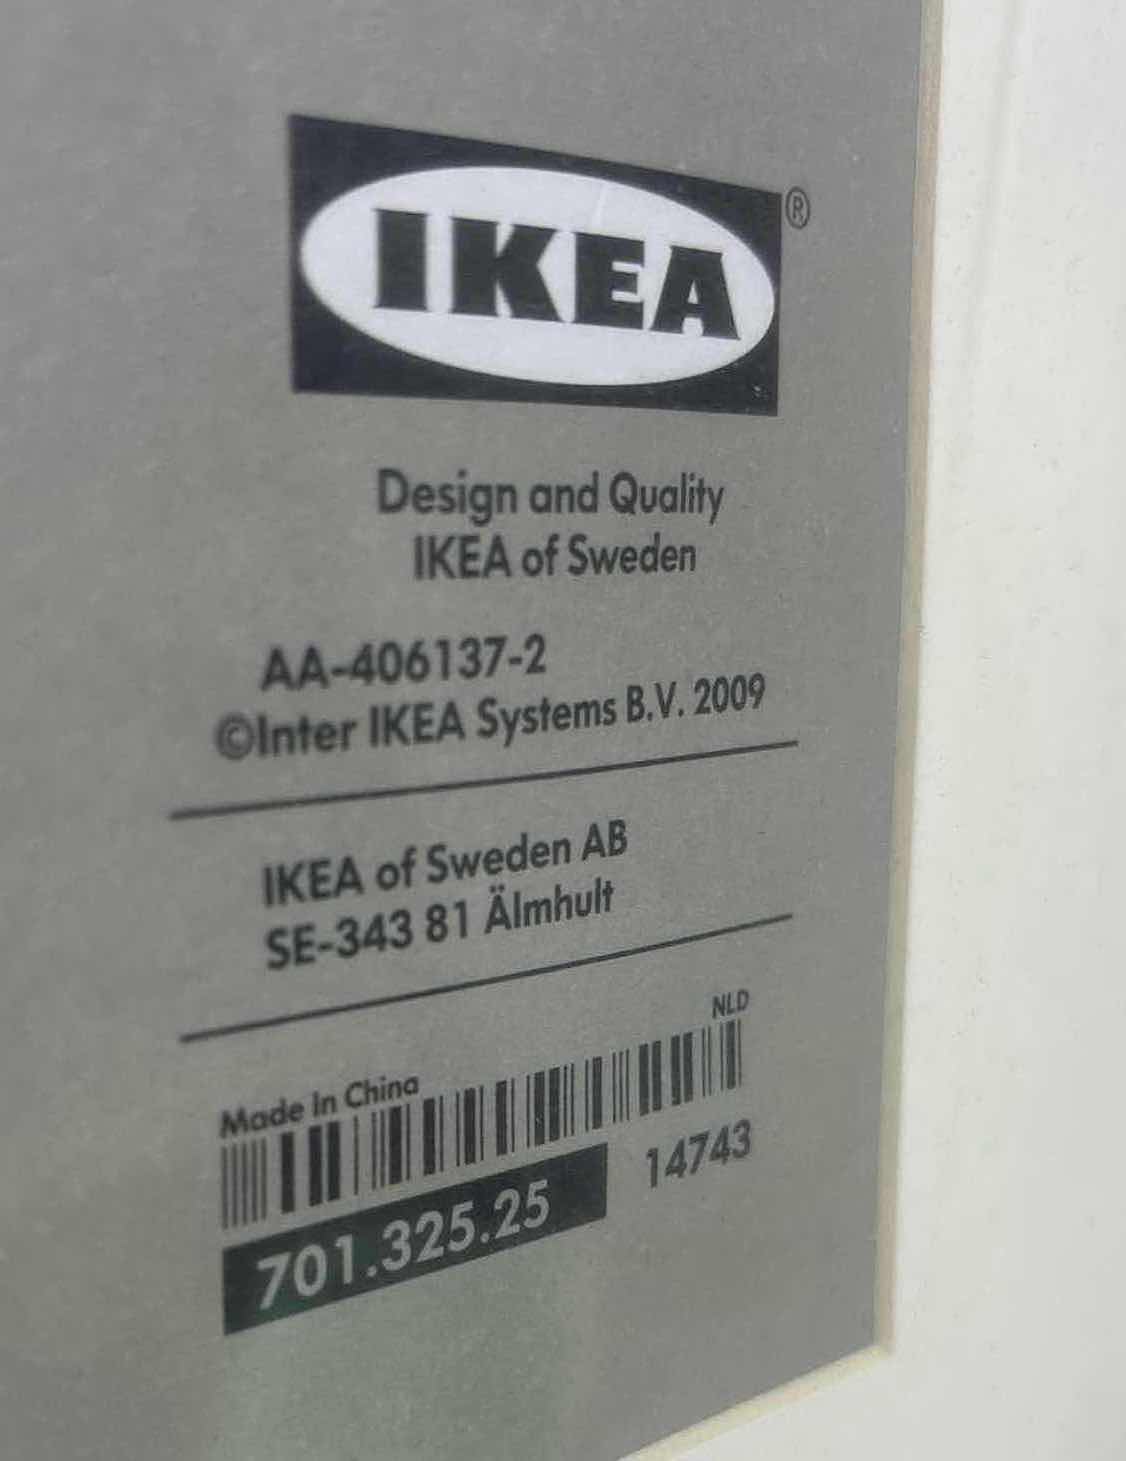 IKEA®
Design and Quality
IKEA of Sweden
AA-406137-2
©Inter IKEA Systems B.V. 2009
IKEA of Sweden AB
SE-343 81 Älmhult
NLD
Made in China
14743
701.325.25